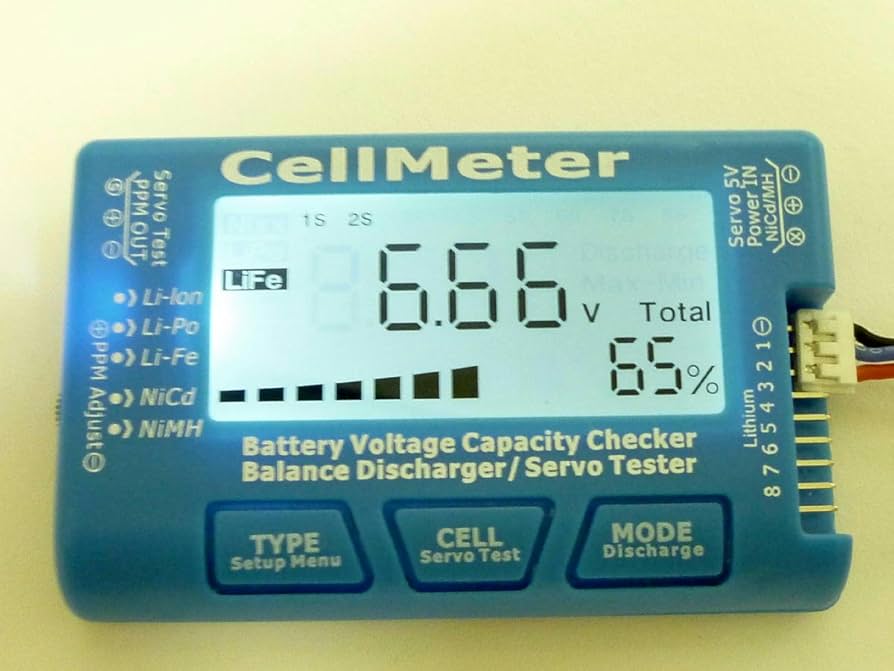 CellMeter
Servo Test
PPM OUT
S + −
Li-Ion
Li-Po
Li-Fe
NiCd
NiMH
+ PPM Adjust −
1S 2S
LiFe
6.66 V Total
65%
Battery Voltage Capacity Checker
Balance Discharger/Servo Tester
TYPE
Setup Menu
CELL
Servo Test
MODE
Discharge
Servo 5V
Power IN
NiCd/MH
X + −
Lithium
8 7 6 5 4 3 2 1 −